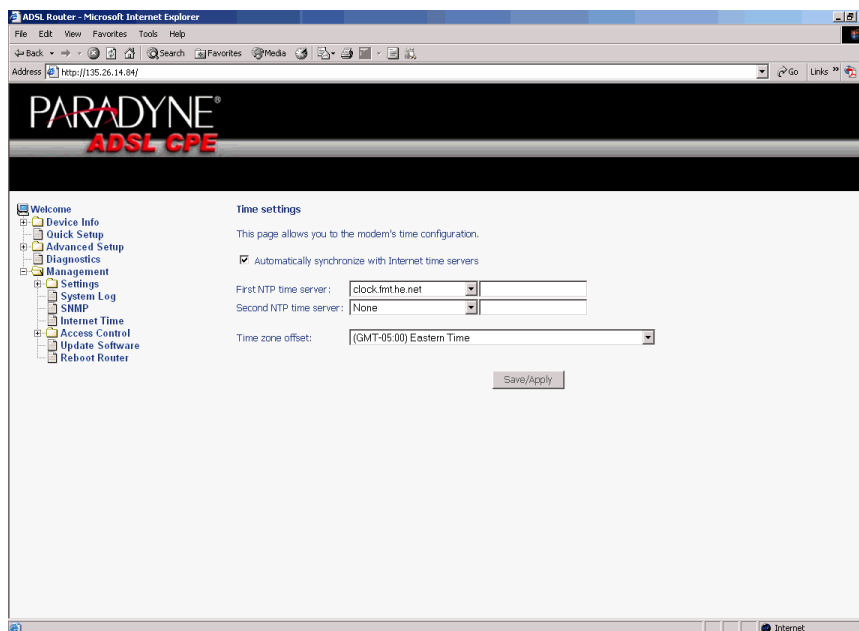 ADSL Router - Microsoft Internet Explorer
File Edit View Favorites Tools Help
Back Search Favorites Media
Address http://135.26.14.84/ Go Links »
PARADYNE®
ADSL CPE
Welcome
Device Info
Quick Setup
Advanced Setup
Diagnostics
Management
Settings
System Log
SNMP
Internet Time
Access Control
Update Software
Reboot Router
Time settings
This page allows you to the modem's time configuration.
Automatically synchronize with Internet time servers
First NTP time server: clock.fmt.he.net
Second NTP time server: None
Time zone offset: (GMT-05:00) Eastern Time
Save/Apply
Internet